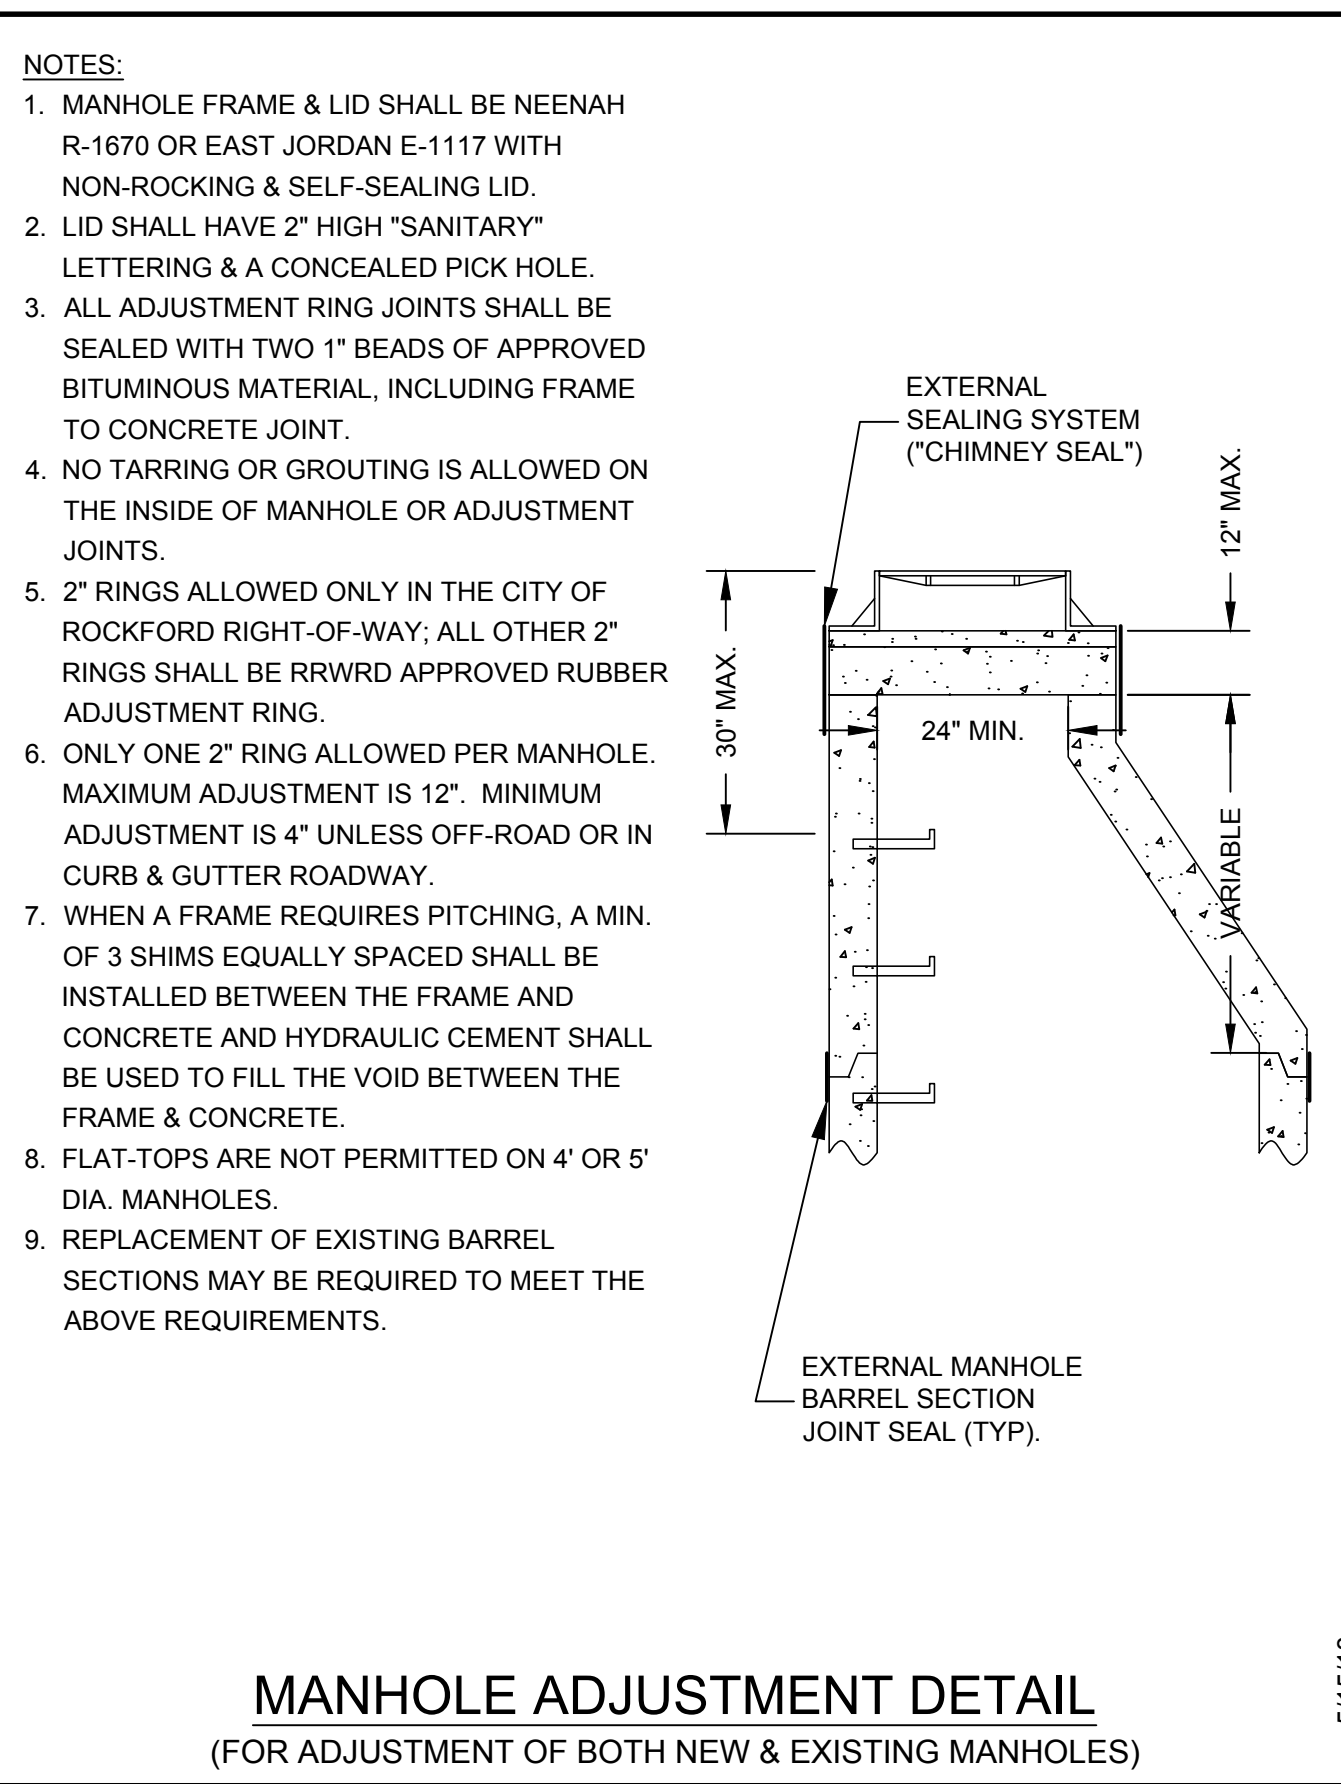 NOTES:
1. MANHOLE FRAME & LID SHALL BE NEENAH
R-1670 OR EAST JORDAN E-1117 WITH
NON-ROCKING & SELF-SEALING LID.
2. LID SHALL HAVE 2" HIGH "SANITARY"
LETTERING & A CONCEALED PICK HOLE.
3. ALL ADJUSTMENT RING JOINTS SHALL BE
SEALED WITH TWO 1" BEADS OF APPROVED
BITUMINOUS MATERIAL, INCLUDING FRAME
TO CONCRETE JOINT.
4. NO TARRING OR GROUTING IS ALLOWED ON
THE INSIDE OF MANHOLE OR ADJUSTMENT
JOINTS.
5. 2" RINGS ALLOWED ONLY IN THE CITY OF
ROCKFORD RIGHT-OF-WAY; ALL OTHER 2"
RINGS SHALL BE RRWRD APPROVED RUBBER
ADJUSTMENT RING.
6. ONLY ONE 2" RING ALLOWED PER MANHOLE.
MAXIMUM ADJUSTMENT IS 12". MINIMUM
ADJUSTMENT IS 4" UNLESS OFF-ROAD OR IN
CURB & GUTTER ROADWAY.
7. WHEN A FRAME REQUIRES PITCHING, A MIN.
OF 3 SHIMS EQUALLY SPACED SHALL BE
INSTALLED BETWEEN THE FRAME AND
CONCRETE AND HYDRAULIC CEMENT SHALL
BE USED TO FILL THE VOID BETWEEN THE
FRAME & CONCRETE.
8. FLAT-TOPS ARE NOT PERMITTED ON 4' OR 5'
DIA. MANHOLES.
9. REPLACEMENT OF EXISTING BARREL
SECTIONS MAY BE REQUIRED TO MEET THE
ABOVE REQUIREMENTS.
EXTERNAL
SEALING SYSTEM
("CHIMNEY SEAL")
12" MAX.
30" MAX.
24" MIN.
VARIABLE
EXTERNAL MANHOLE
BARREL SECTION
JOINT SEAL (TYP).
MANHOLE ADJUSTMENT DETAIL
(FOR ADJUSTMENT OF BOTH NEW & EXISTING MANHOLES)